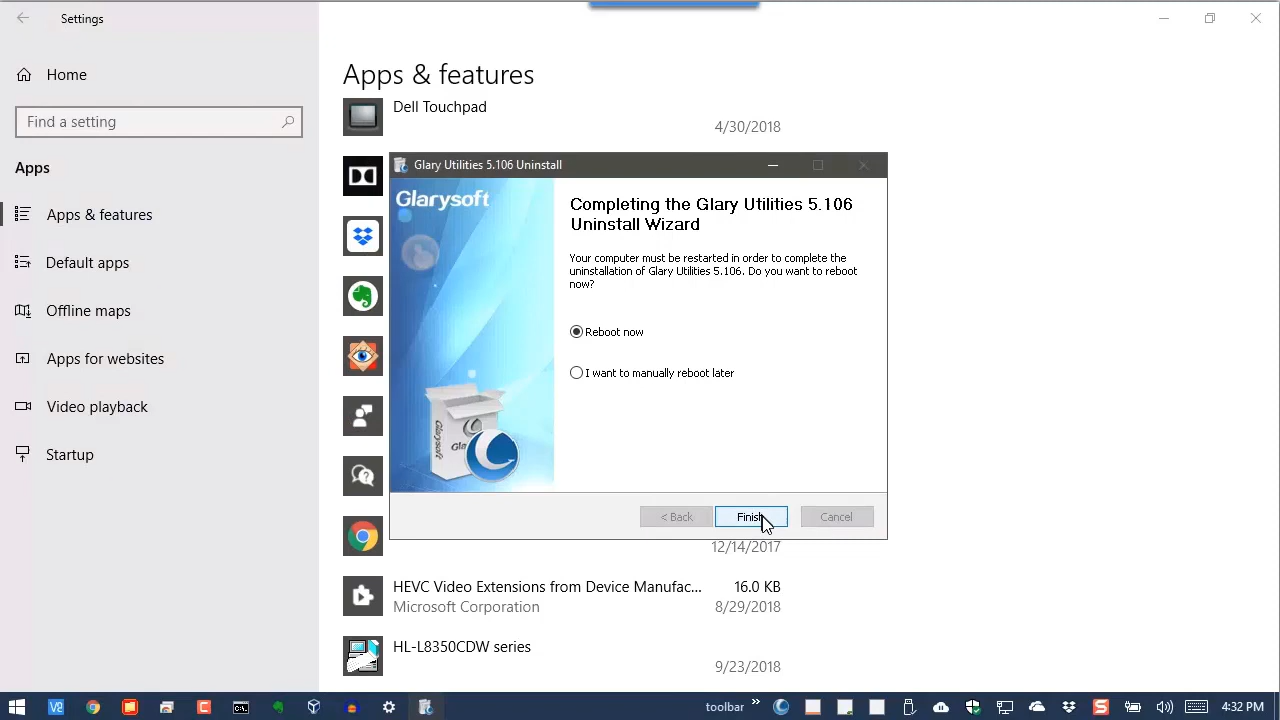 Settings
Home
Find a setting
Apps
Apps & features
Default apps
Offline maps
Apps for websites
Video playback
Startup
Apps & features
Dell Touchpad
4/30/2018
Glary Utilities 5.106 Uninstall
Glarysoft
Completing the Glary Utilities 5.106
Uninstall Wizard
Your computer must be restarted in order to complete the
uninstallation of Glary Utilities 5.106. Do you want to reboot
now?
Reboot now
I want to manually reboot later
Glarysoft
< Back
Finish
Cancel
12/14/2017
HEVC Video Extensions from Device Manufac...
16.0 KB
Microsoft Corporation
8/29/2018
HL-L8350CDW series
9/23/2018
toolbar
4:32 PM